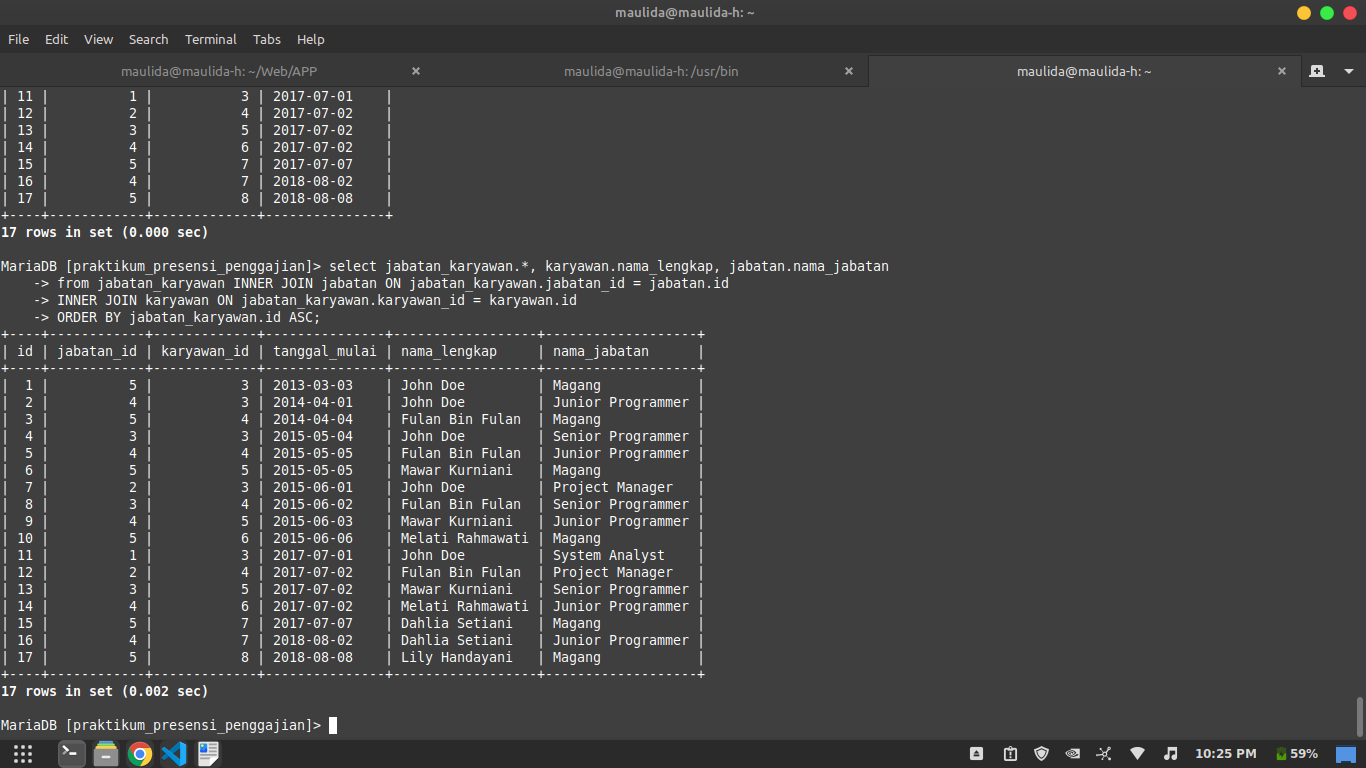 maulida@maulida-h: ~
File Edit View Search Terminal Tabs Help
maulida@maulida-h: ~/Web/APP × maulida@maulida-h: /usr/bin × maulida@maulida-h: ~ ×
| 11 |          1 |           3 | 2017-07-01    |
| 12 |          2 |           4 | 2017-07-02    |
| 13 |          3 |           5 | 2017-07-02    |
| 14 |          4 |           6 | 2017-07-02    |
| 15 |          5 |           7 | 2017-07-07    |
| 16 |          4 |           7 | 2018-08-02    |
| 17 |          5 |           8 | 2018-08-08    |
+----+------------+-------------+---------------+
17 rows in set (0.000 sec)
MariaDB [praktikum_presensi_penggajian]> select jabatan_karyawan.*, karyawan.nama_lengkap, jabatan.nama_jabatan
    -> from jabatan_karyawan INNER JOIN jabatan ON jabatan_karyawan.jabatan_id = jabatan.id
    -> INNER JOIN karyawan ON jabatan_karyawan.karyawan_id = karyawan.id
    -> ORDER BY jabatan_karyawan.id ASC;
+----+------------+-------------+---------------+-----------------+-------------------+
| id | jabatan_id | karyawan_id | tanggal_mulai | nama_lengkap    | nama_jabatan      |
+----+------------+-------------+---------------+-----------------+-------------------+
|  1 |          5 |           3 | 2013-03-03    | John Doe        | Magang            |
|  2 |          4 |           3 | 2014-04-01    | John Doe        | Junior Programmer |
|  3 |          5 |           4 | 2014-04-04    | Fulan Bin Fulan | Magang            |
|  4 |          3 |           3 | 2015-05-04    | John Doe        | Senior Programmer |
|  5 |          4 |           4 | 2015-05-05    | Fulan Bin Fulan | Junior Programmer |
|  6 |          5 |           5 | 2015-05-05    | Mawar Kurniani  | Magang            |
|  7 |          2 |           3 | 2015-06-01    | John Doe        | Project Manager   |
|  8 |          3 |           4 | 2015-06-02    | Fulan Bin Fulan | Senior Programmer |
|  9 |          4 |           5 | 2015-06-03    | Mawar Kurniani  | Junior Programmer |
| 10 |          5 |           6 | 2015-06-06    | Melati Rahmawati | Magang            |
| 11 |          1 |           3 | 2017-07-01    | John Doe        | System Analyst    |
| 12 |          2 |           4 | 2017-07-02    | Fulan Bin Fulan | Project Manager   |
| 13 |          3 |           5 | 2017-07-02    | Mawar Kurniani  | Senior Programmer |
| 14 |          4 |           6 | 2017-07-02    | Melati Rahmawati | Junior Programmer |
| 15 |          5 |           7 | 2017-07-07    | Dahlia Setiani  | Magang            |
| 16 |          4 |           7 | 2018-08-02    | Dahlia Setiani  | Junior Programmer |
| 17 |          5 |           8 | 2018-08-08    | Lily Handayani  | Magang            |
+----+------------+-------------+---------------+-----------------+-------------------+
17 rows in set (0.002 sec)
MariaDB [praktikum_presensi_penggajian]>
10:25 PM 59%